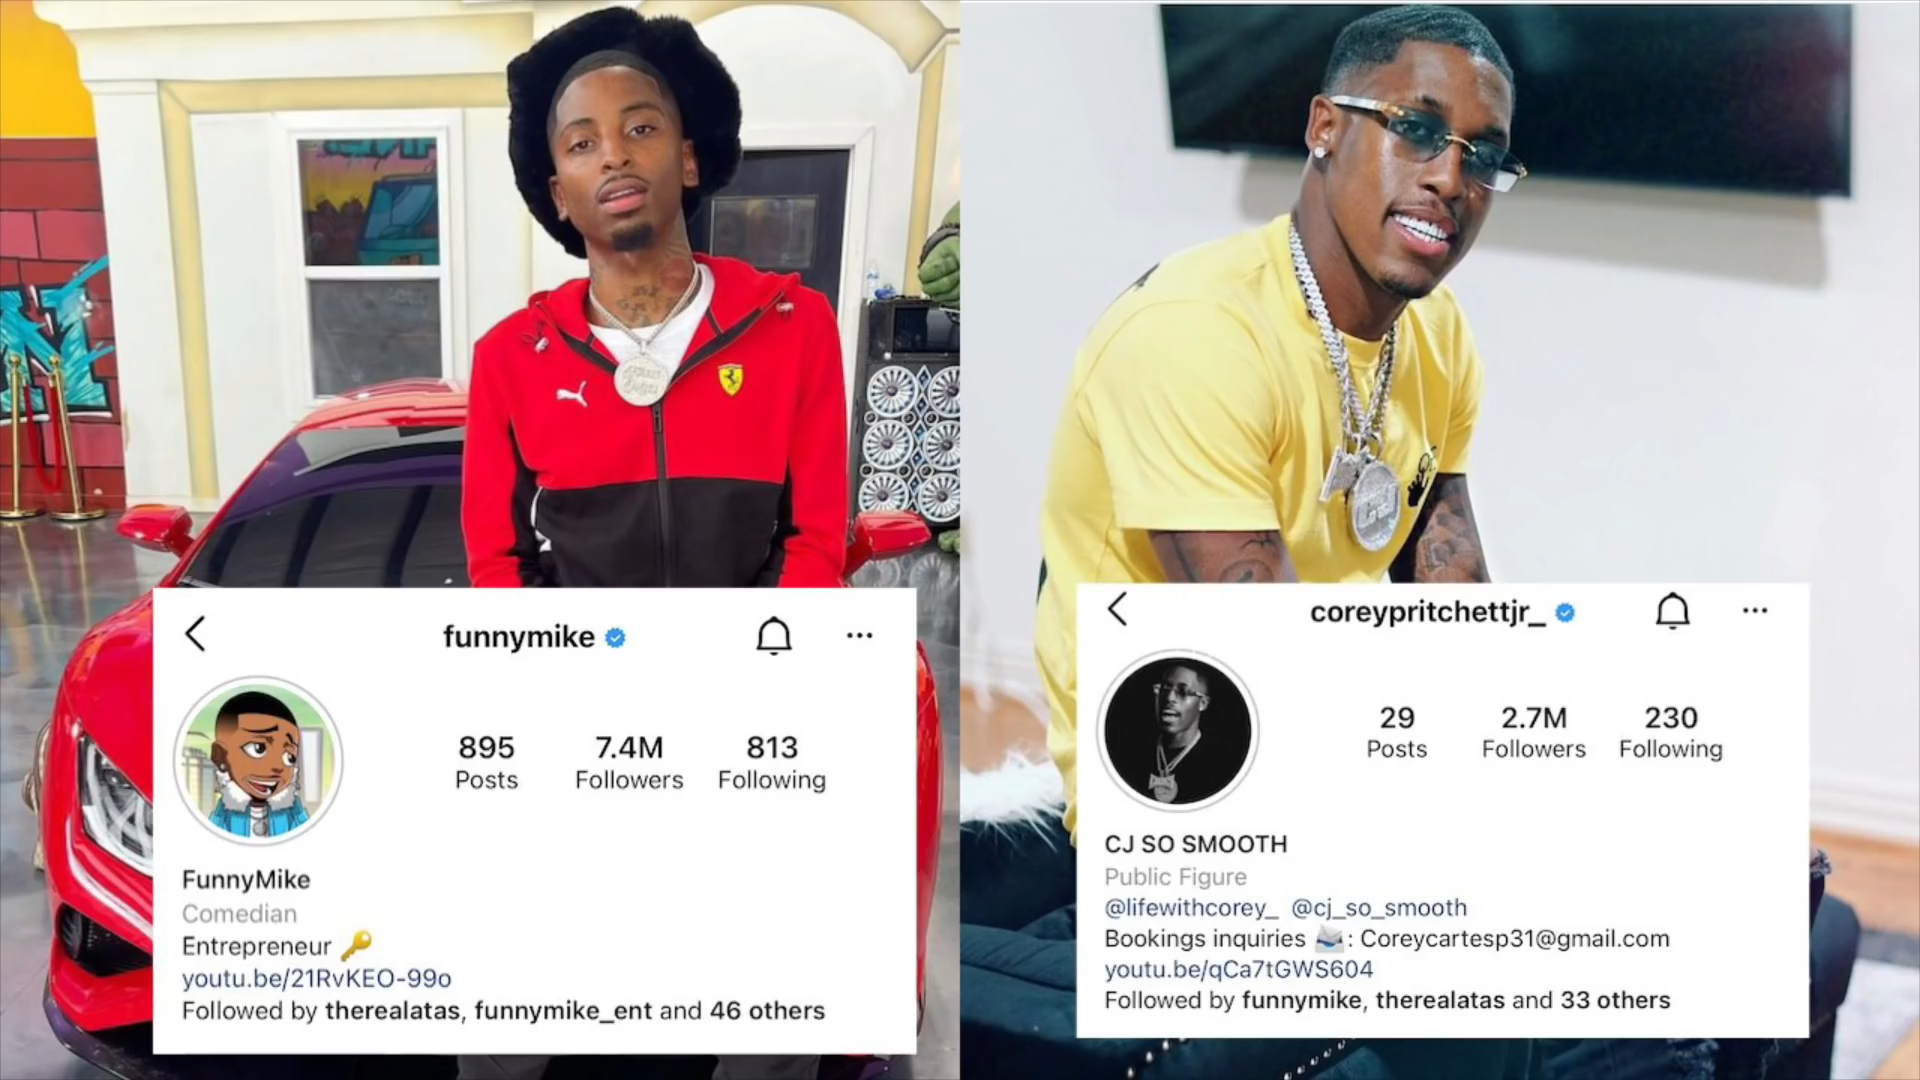 funnymike
895
Posts
7.4M
Followers
813
Following
FunnyMike
Comedian
Entrepreneur 🔑
youtu.be/21RvKEO-99o
Followed by therealatas, funnymike_ent and 46 others
coreypritchettjr_
29
Posts
2.7M
Followers
230
Following
CJ SO SMOOTH
Public Figure
@lifewithcorey_ @cj_so_smooth
Bookings inquiries 📨: Coreycartesp31@gmail.com
youtu.be/qCa7tGWS604
Followed by funnymike, therealatas and 33 others